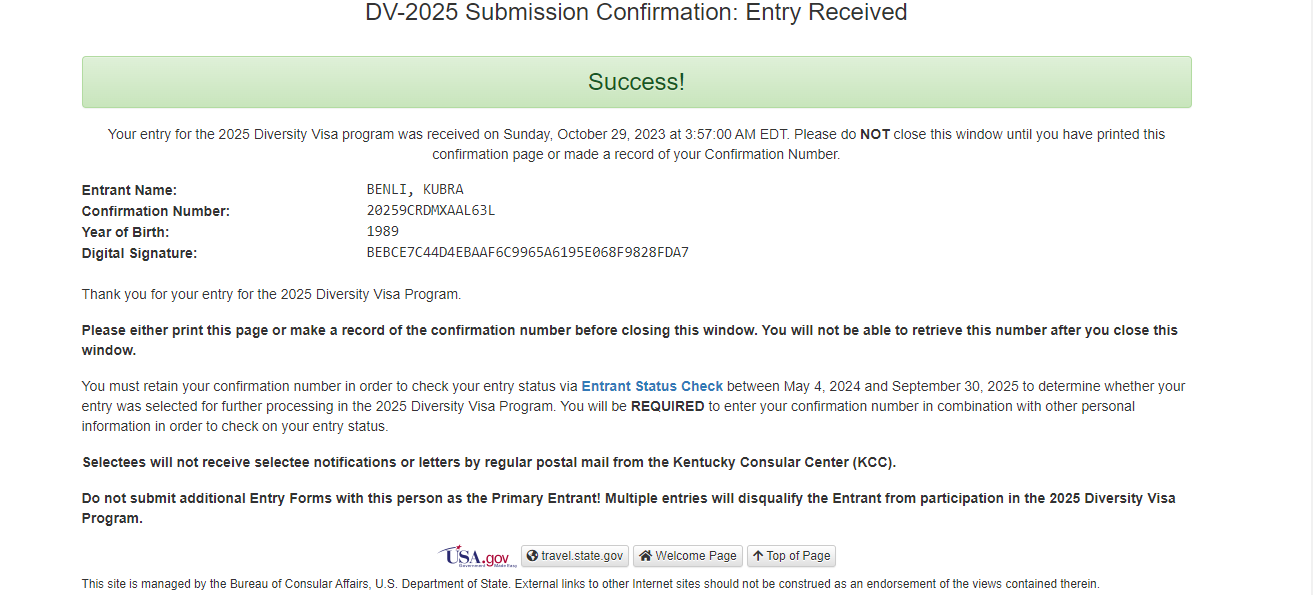 DV-2025 Submission Confirmation: Entry Received
Success!
Your entry for the 2025 Diversity Visa program was received on Sunday, October 29, 2023 at 3:57:00 AM EDT. Please do NOT close this window until you have printed this
confirmation page or made a record of your Confirmation Number.
Entrant Name: BENLI, KUBRA
Confirmation Number: 20259CRDMXAAL63L
Year of Birth: 1989
Digital Signature: BEBCE7C44D4EBAAF6C9965A6195E068F9828FDA7
Thank you for your entry for the 2025 Diversity Visa Program.
Please either print this page or make a record of the confirmation number before closing this window. You will not be able to retrieve this number after you close this
window.
You must retain your confirmation number in order to check your entry status via Entrant Status Check between May 4, 2024 and September 30, 2025 to determine whether your
entry was selected for further processing in the 2025 Diversity Visa Program. You will be REQUIRED to enter your confirmation number in combination with other personal
information in order to check on your entry status.
Selectees will not receive selectee notifications or letters by regular postal mail from the Kentucky Consular Center (KCC).
Do not submit additional Entry Forms with this person as the Primary Entrant! Multiple entries will disqualify the Entrant from participation in the 2025 Diversity Visa
Program.
USA.gov travel.state.gov Welcome Page Top of Page
Government Made Easy
This site is managed by the Bureau of Consular Affairs, U.S. Department of State. External links to other Internet sites should not be construed as an endorsement of the views contained therein.